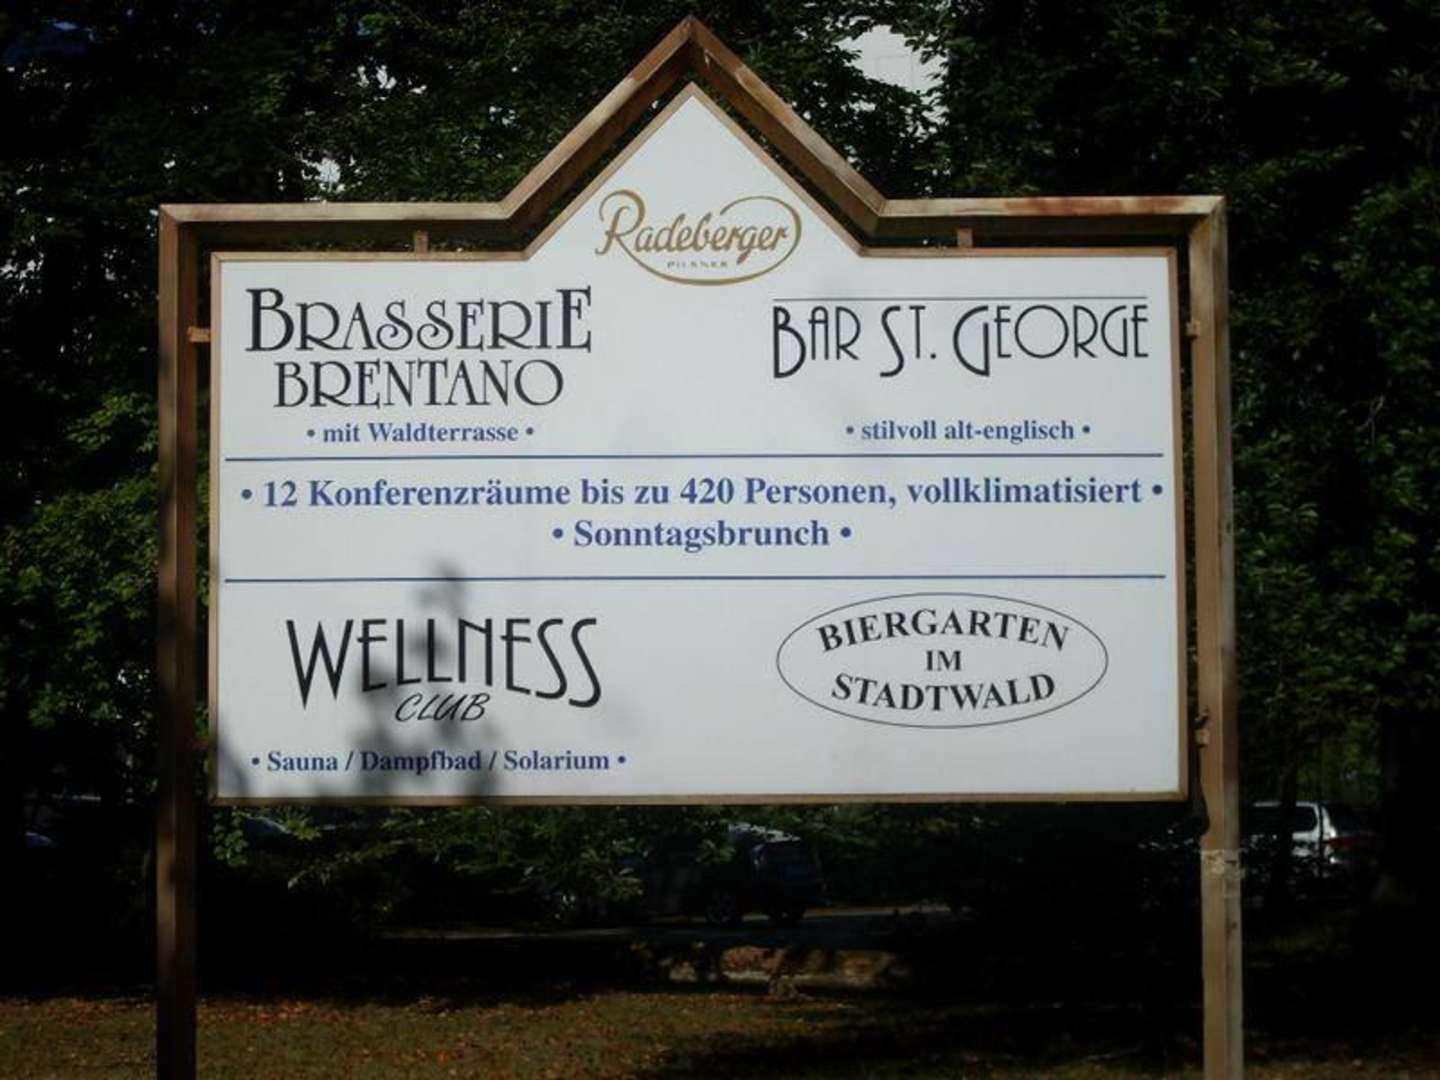 Radeberger
PILSNER
BRASSERIE
BRENTANO
• mit Waldterrasse •
BAR ST. GEORGE
• stilvoll alt-englisch •
• 12 Konferenzräume bis zu 420 Personen, vollklimatisiert •
• Sonntagsbrunch •
WELLNESS
CLUB
• Sauna / Dampfbad / Solarium •
BIERGARTEN
IM
STADTWALD